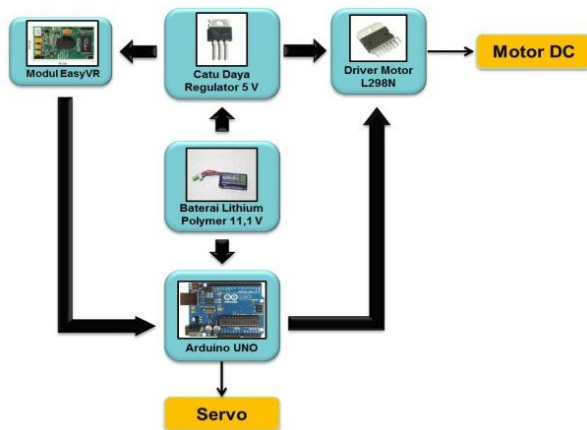 Modul EasyVR
Catu Daya
Regulator 5 V
Driver Motor
L298N
Motor DC
Baterai Lithium
Polymer 11,1 V
Arduino UNO
Servo